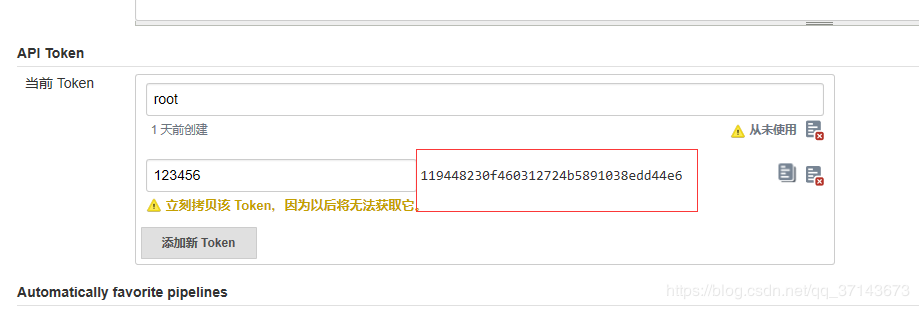 API Token
当前 Token
root
1 天前创建
从未使用
123456
119448230f460312724b5891038edd44e6
立刻拷贝该 Token，因为以后将无法获取它。
添加新 Token
Automatically favorite pipelines
https://blog.csdn.net/qq_37143673